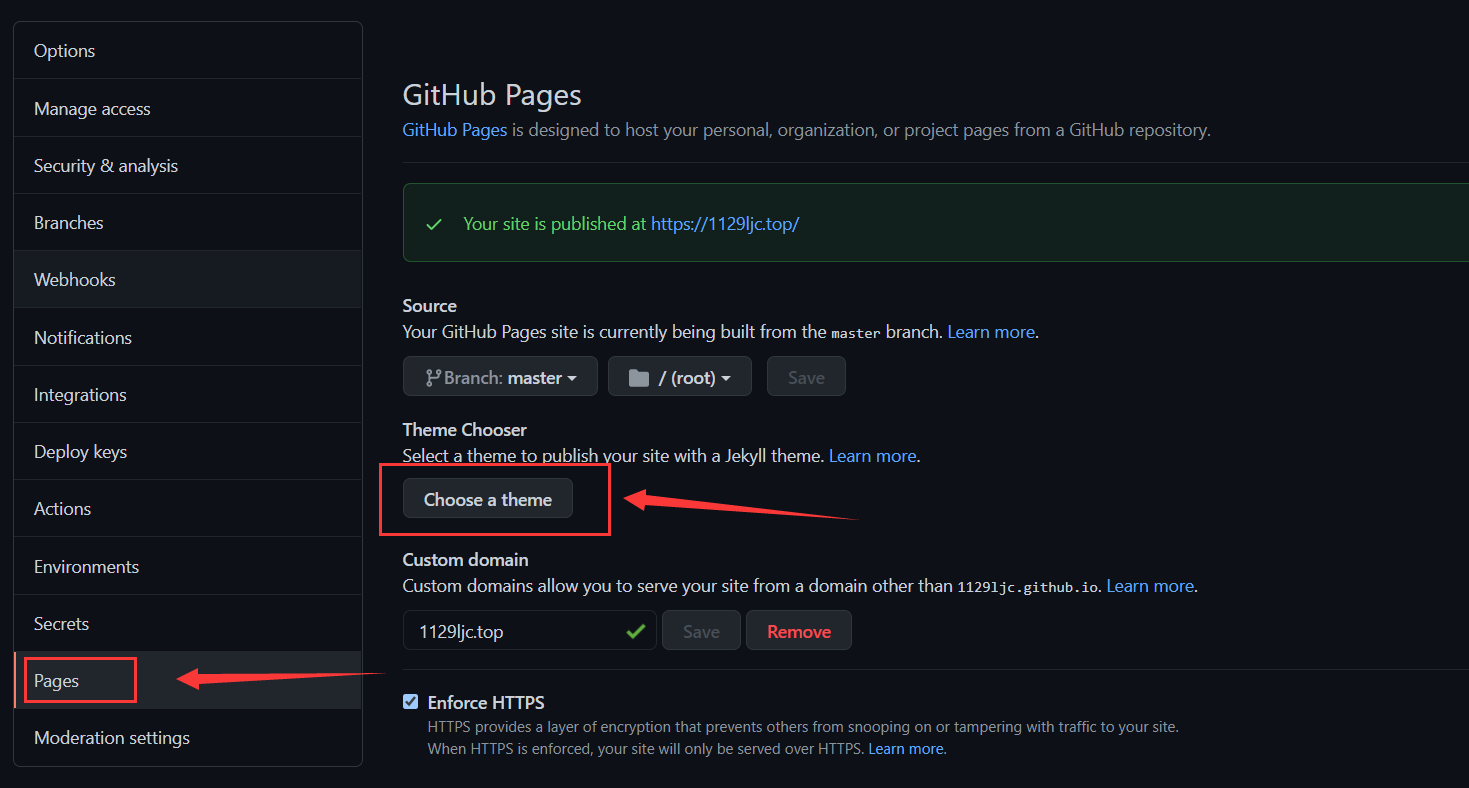 Options
Manage access
Security & analysis
Branches
Webhooks
Notifications
Integrations
Deploy keys
Actions
Environments
Secrets
Pages
Moderation settings
GitHub Pages
GitHub Pages is designed to host your personal, organization, or project pages from a GitHub repository.
Your site is published at https://1129ljc.top/
Source
Your GitHub Pages site is currently being built from the master branch. Learn more.
Branch: master
/ (root)
Save
Theme Chooser
Select a theme to publish your site with a Jekyll theme. Learn more.
Choose a theme
Custom domain
Custom domains allow you to serve your site from a domain other than 1129ljc.github.io. Learn more.
1129ljc.top
Save
Remove
Enforce HTTPS
HTTPS provides a layer of encryption that prevents others from snooping on or tampering with traffic to your site.
When HTTPS is enforced, your site will only be served over HTTPS. Learn more.